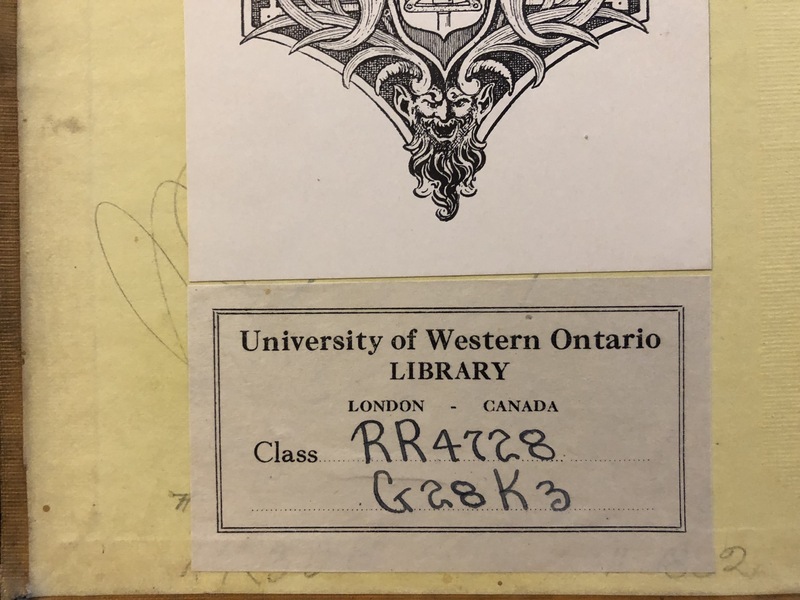 University of Western Ontario
LIBRARY
LONDON - CANADA
Class RR4728
G28K3